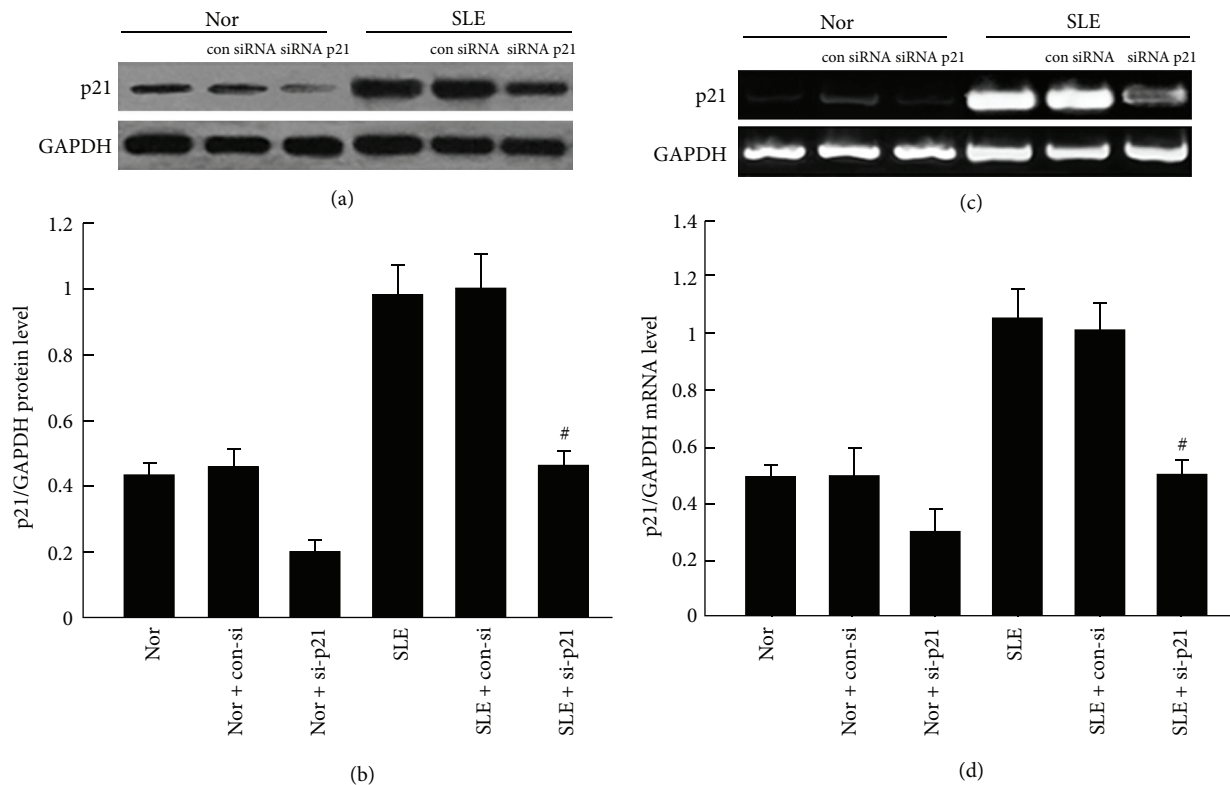 Nor SLE
con siRNA siRNA p21 con siRNA siRNA p21
p21
GAPDH
(a)
1.2
1
0.8
0.6
0.4
0.2
0
p21/GAPDH protein level
#
Nor
Nor + con-si
Nor + si-p21
SLE
SLE + con-si
SLE + si-p21
(b)
Nor SLE
con siRNA siRNA p21 con siRNA siRNA p21
p21
GAPDH
(c)
1.4
1.2
1
0.8
0.6
0.4
0.2
0
p21/GAPDH mRNA level
#
Nor
Nor + con-si
Nor + si-p21
SLE
SLE + con-si
SLE + si-p21
(d)